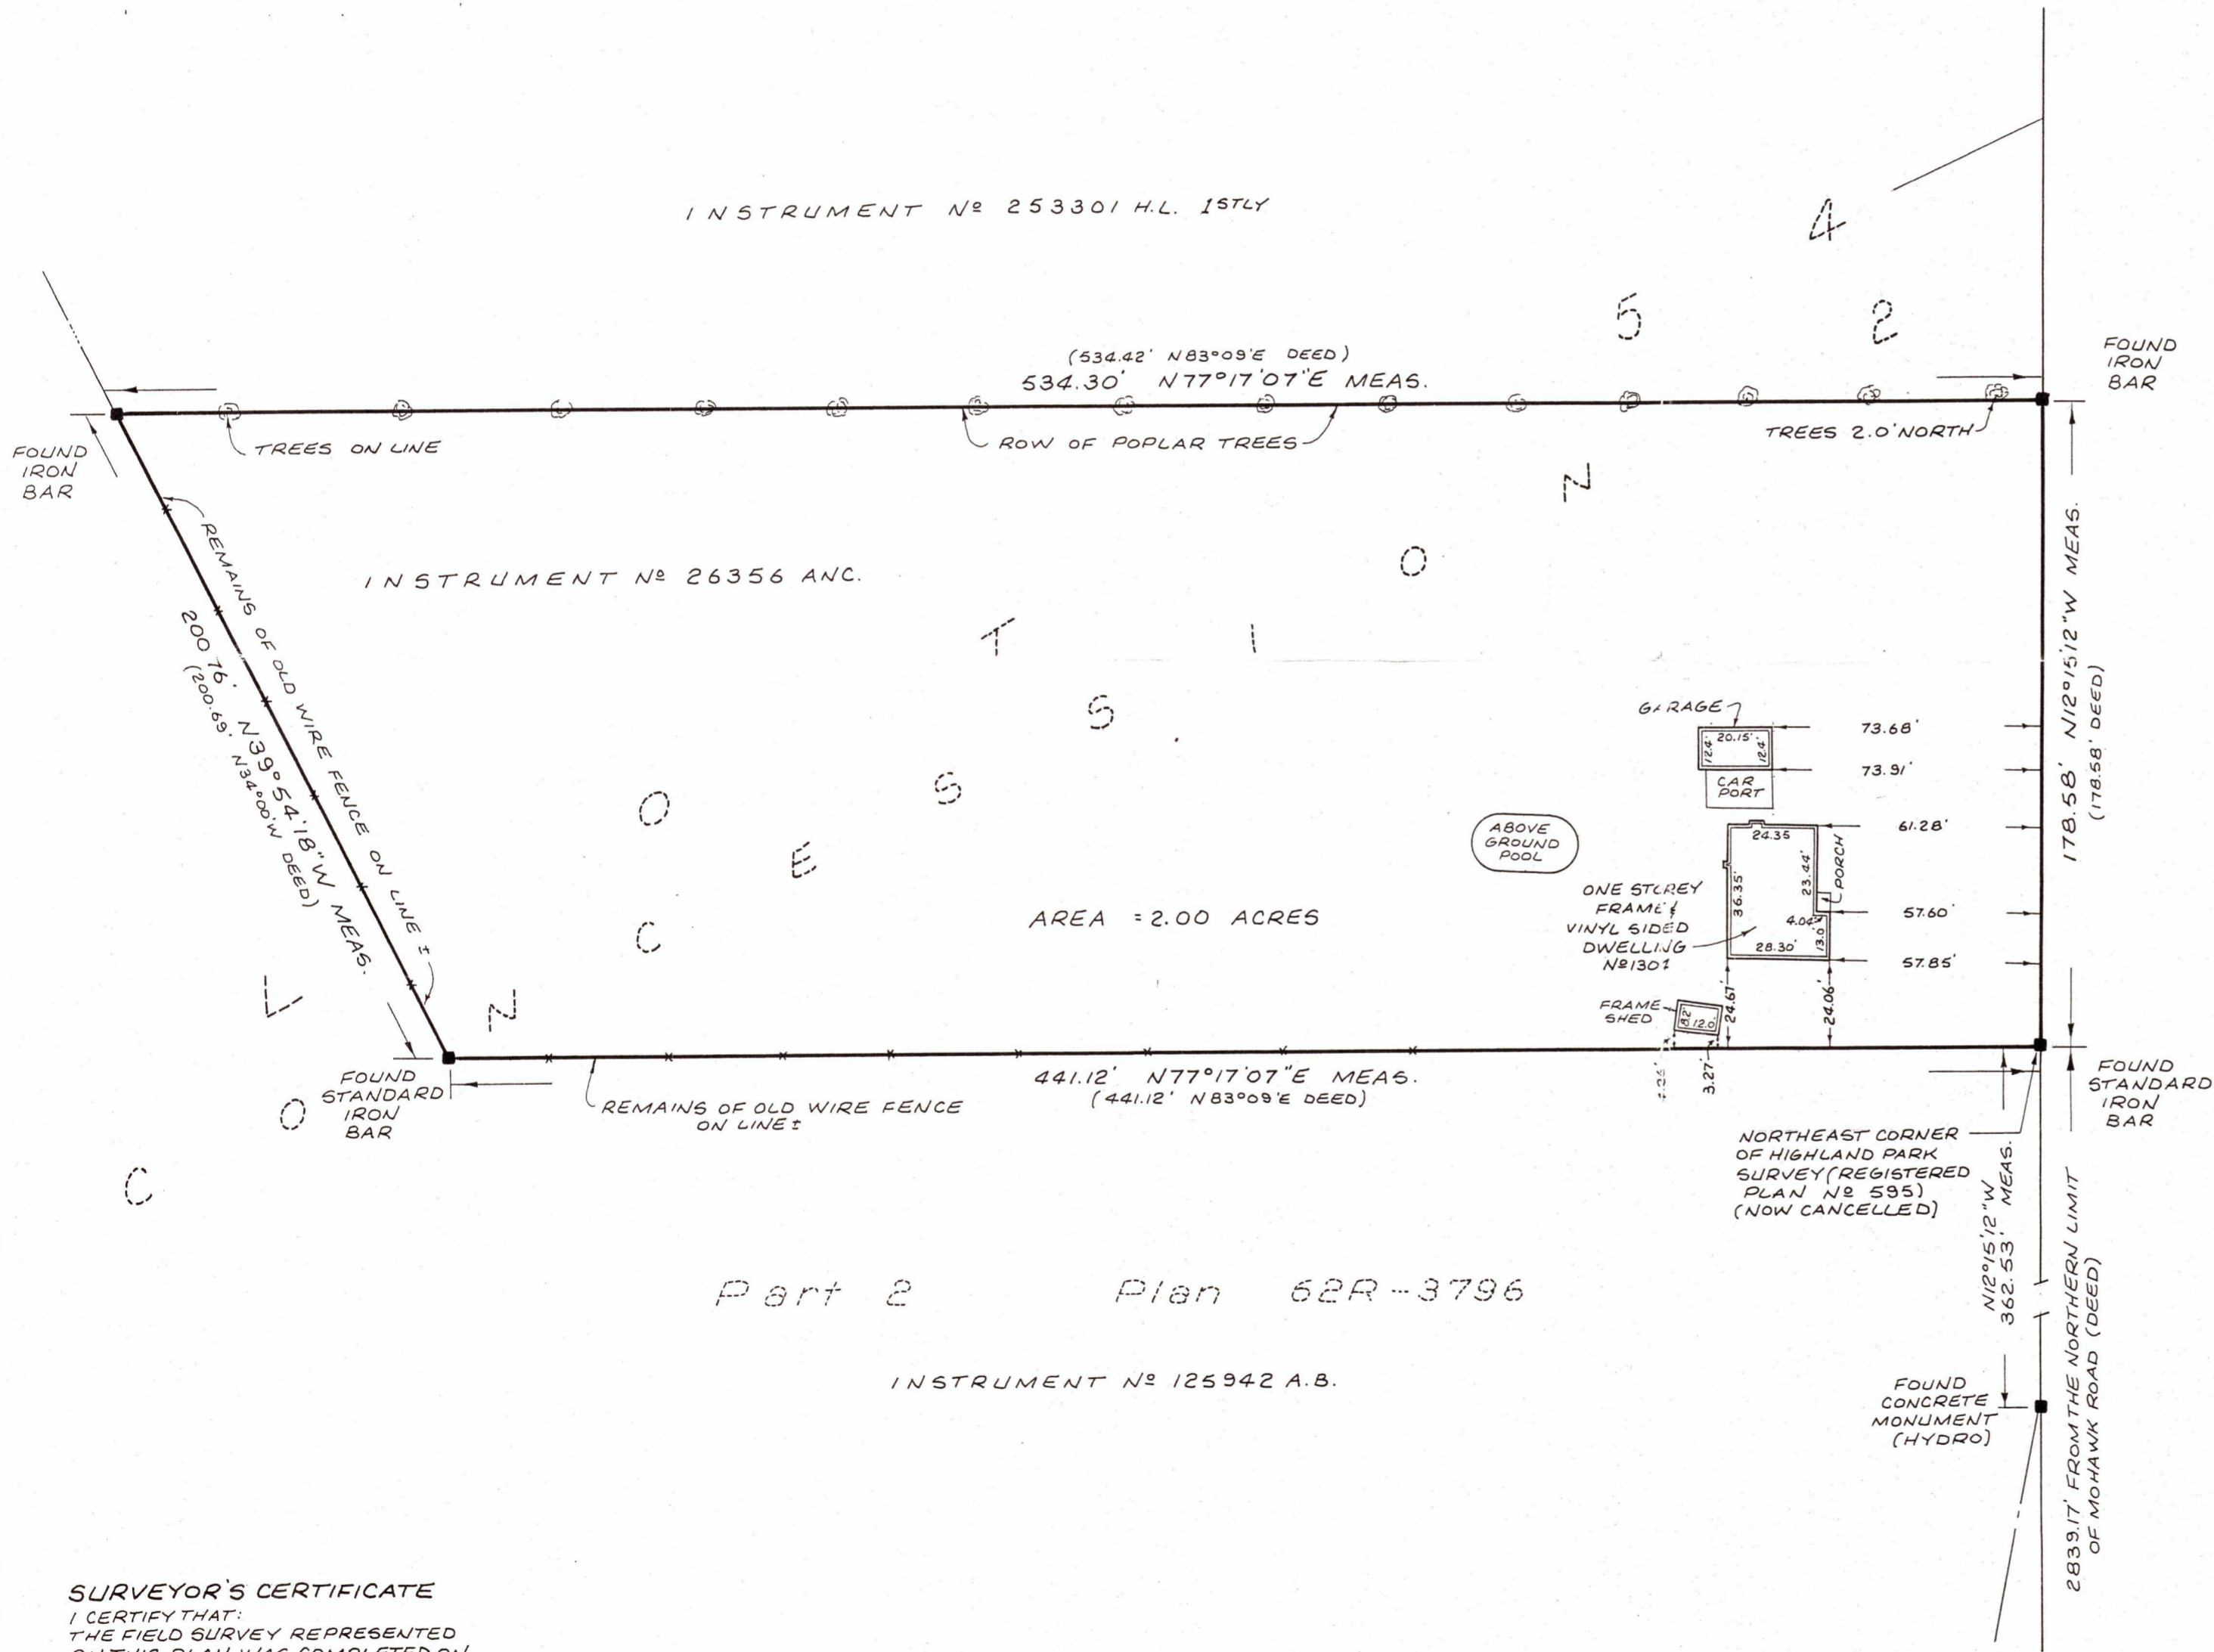 INSTRUMENT Nº 253301 H.L. 1STLY
4
5 2
(534.42' N83°09'E DEED)
534.30' N77°17'07"E MEAS.
FOUND
IRON
BAR
FOUND
IRON
BAR
TREES ON LINE
ROW OF POPLAR TREES
TREES 2.0' NORTH
REMAINS OF OLD WIRE FENCE ON LINE ±
200.76' N39°54'18"W MEAS.
(200.69' N34°00'W DEED)
INSTRUMENT Nº 26356 ANC.
CONCESSION
LOT
178.58' N12°15'12"W MEAS.
(178.58' DEED)
GARAGE
20.15'
12.4'
12.4'
73.68'
73.91'
CAR
PORT
ABOVE
GROUND
POOL
24.35
61.28'
36.35'
23.44'
PORCH
ONE STOREY
FRAME &
VINYL SIDED
DWELLING
4.04'
57.60'
13.0'
28.30'
57.85'
AREA = 2.00 ACRES
FRAME
SHED
8.2'
12.0'
24.67'
24.06'
3.27'
FOUND
STANDARD
IRON
BAR
REMAINS OF OLD WIRE FENCE
ON LINE ±
441.12' N77°17'07"E MEAS.
(441.12' N83°09'E DEED)
FOUND
STANDARD
IRON
BAR
NORTHEAST CORNER
OF HIGHLAND PARK
SURVEY (REGISTERED
PLAN Nº 595)
(NOW CANCELLED)
N12°15'12"W
362.53' MEAS.
2839.17' FROM THE NORTHERN LIMIT
OF MOHAWK ROAD (DEED)
Part 2 Plan 62R-3796
INSTRUMENT Nº 125942 A.B.
FOUND
CONCRETE
MONUMENT
(HYDRO)
SURVEYOR'S CERTIFICATE
I CERTIFY THAT:
THE FIELD SURVEY REPRESENTED
ON THIS PLAN WAS COMPLETED ON